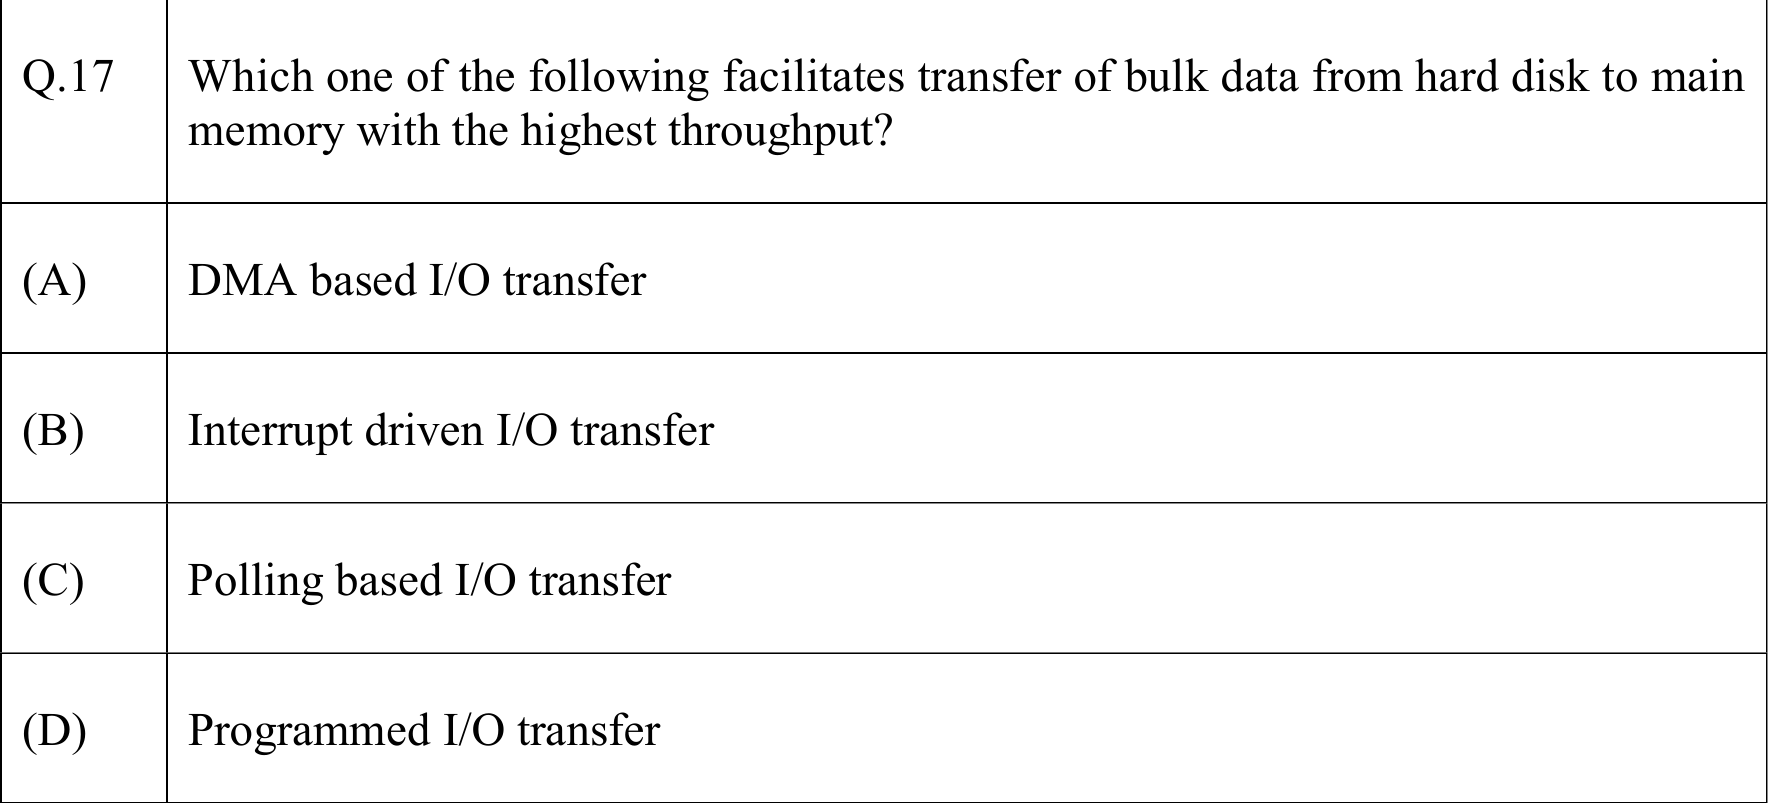 Q.17 Which one of the following facilitates transfer of bulk data from hard disk to main
memory with the highest throughput?
(A) DMA based I/O transfer
(B) Interrupt driven I/O transfer
(C) Polling based I/O transfer
(D) Programmed I/O transfer